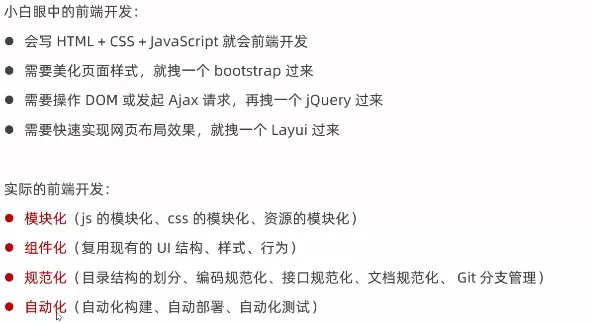 小白眼中的前端开发：
● 会写 HTML + CSS + JavaScript 就会前端开发
● 需要美化页面样式，就拽一个 bootstrap 过来
● 需要操作 DOM 或发起 Ajax 请求，再拽一个 jQuery 过来
● 需要快速实现网页布局效果，就拽一个 Layui 过来
实际的前端开发：
● 模块化（js 的模块化、css 的模块化、资源的模块化）
● 组件化（复用现有的 UI 结构、样式、行为）
● 规范化（目录结构的划分、编码规范化、接口规范化、文档规范化、 Git 分支管理）
● 自动化（自动化构建、自动部署、自动化测试）